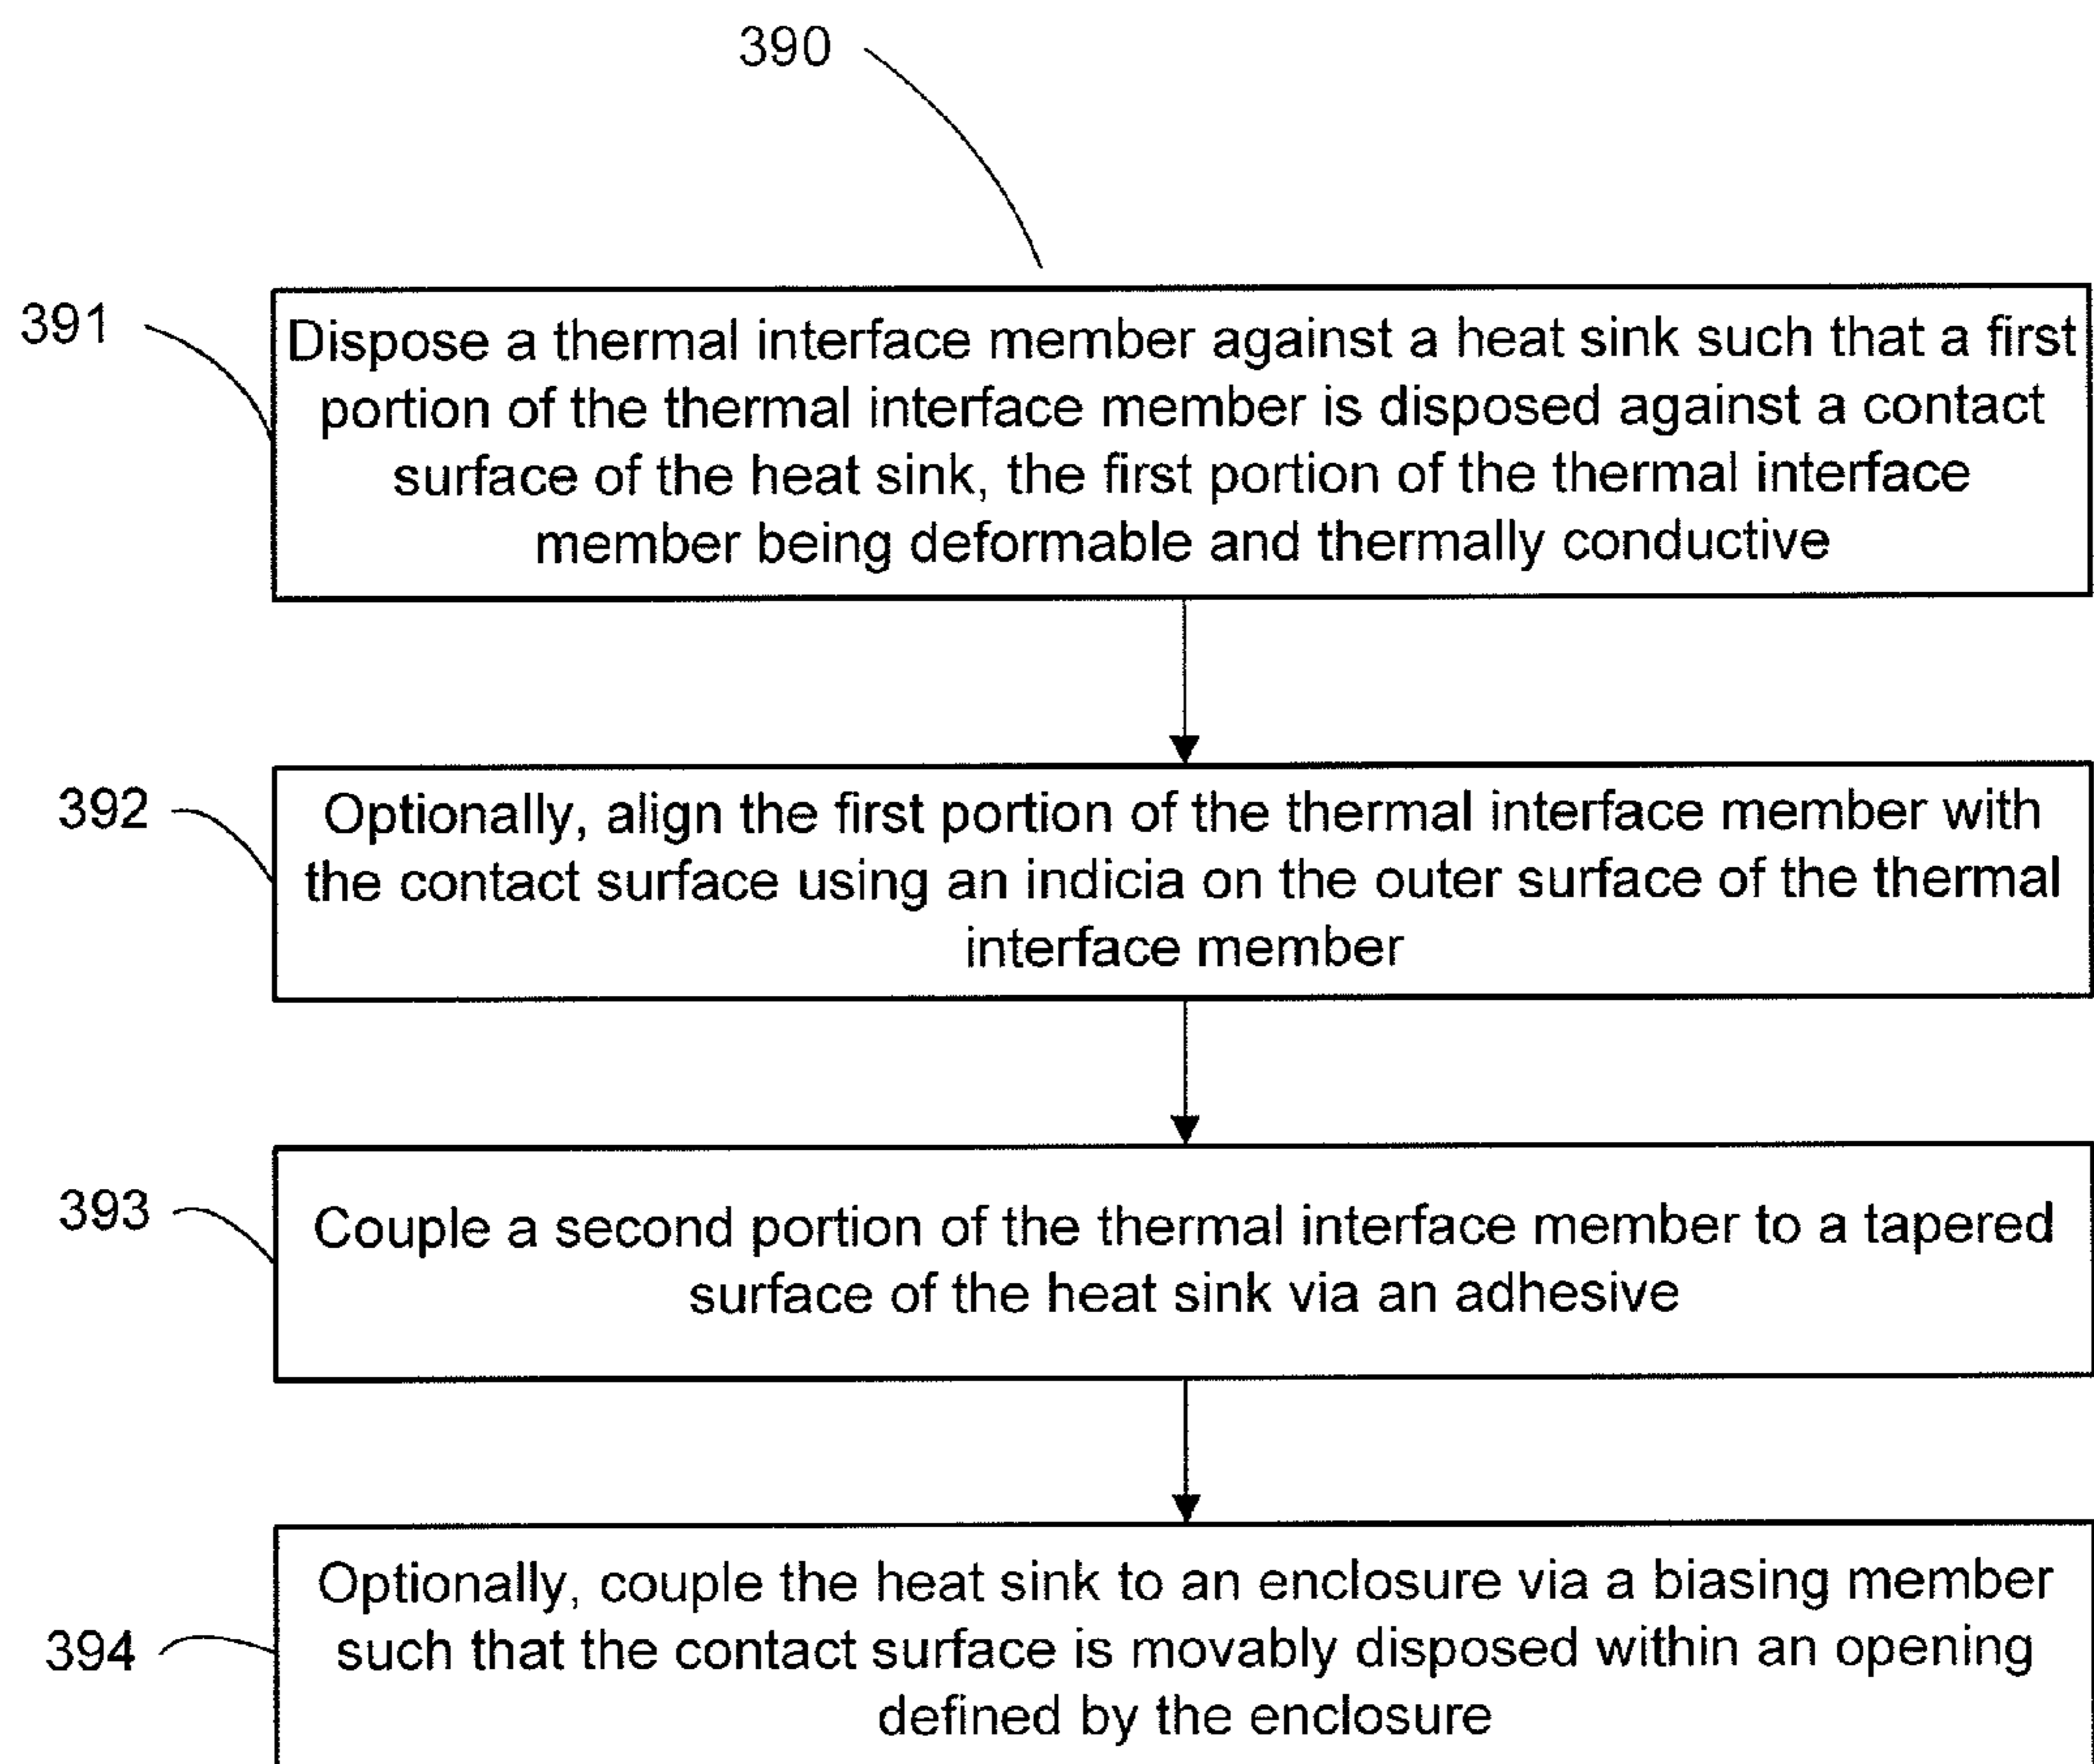 390
391
Dispose a thermal interface member against a heat sink such that a first
portion of the thermal interface member is disposed against a contact
surface of the heat sink, the first portion of the thermal interface
member being deformable and thermally conductive
392
Optionally, align the first portion of the thermal interface member with
the contact surface using an indicia on the outer surface of the thermal
interface member
393
Couple a second portion of the thermal interface member to a tapered
surface of the heat sink via an adhesive
394
Optionally, couple the heat sink to an enclosure via a biasing member
such that the contact surface is movably disposed within an opening
defined by the enclosure